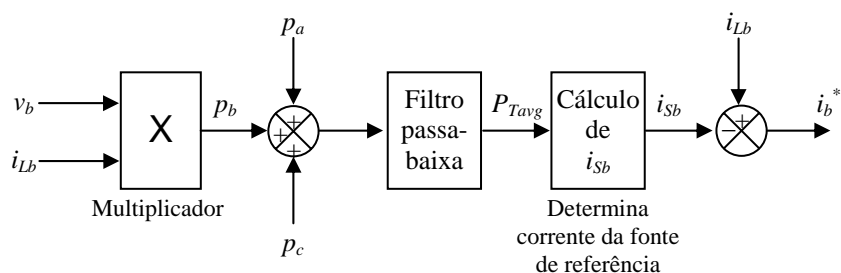 p_a
i_Lb
v_b
X
p_b
+
+
+
Filtro
passa-
baixa
P_Tavg
Cálculo
de
i_Sb
i_Sb
+
−
i_b*
i_Lb
Multiplicador
p_c
Determina
corrente da fonte
de referência